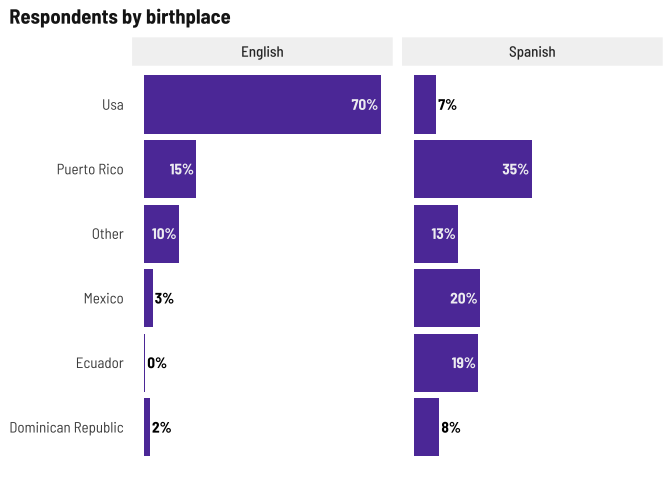 Respondents by birthplace
English Spanish
Usa 70% 7%
Puerto Rico 15% 35%
Other 10% 13%
Mexico 3% 20%
Ecuador 0% 19%
Dominican Republic 2% 8%